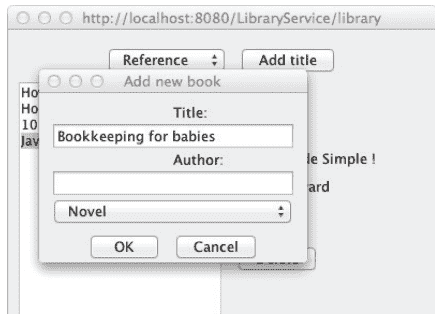 http://localhost:8080/LibraryService/library
Reference
Add title
Add new book
Ho
Title:
Ho
Bookkeeping for babies
10
Jav
Author:
le Simple !
ard
Novel
OK
Cancel